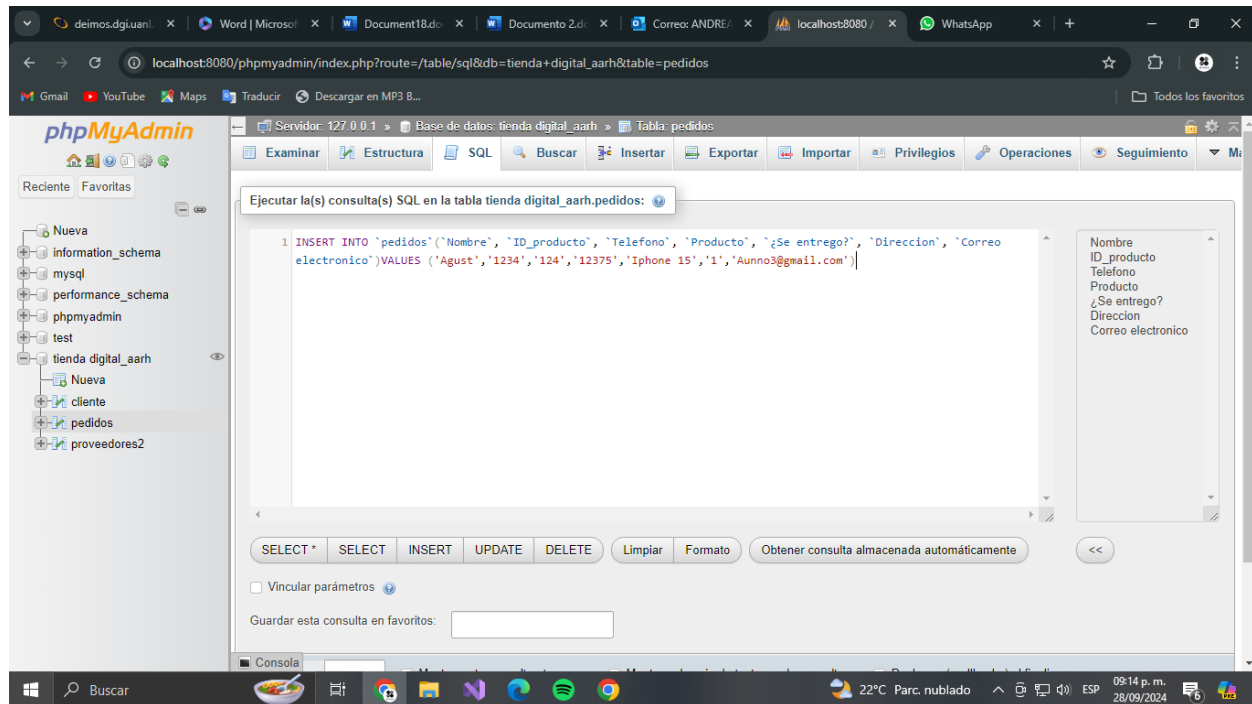 deimos.dgi.uanl.
Word | Microsof
Document18.do
Documento 2.do
Correo: ANDREA
localhost:8080 /
WhatsApp
localhost:8080/phpmyadmin/index.php?route=/table/sql&db=tienda+digital_aarh&table=pedidos
Gmail YouTube Maps Traducir Descargar en MP3 B... Todos los favoritos
phpMyAdmin
Reciente Favoritas
Nueva
information_schema
mysql
performance_schema
phpmyadmin
test
tienda digital_aarh
Nueva
cliente
pedidos
proveedores2
Servidor: 127.0.0.1 » Base de datos: tienda digital_aarh » Tabla: pedidos
Examinar Estructura SQL Buscar Insertar Exportar Importar Privilegios Operaciones Seguimiento
Ejecutar la(s) consulta(s) SQL en la tabla tienda digital_aarh.pedidos:
1 INSERT INTO `pedidos`(`Nombre`, `ID_producto`, `Telefono`, `Producto`, `¿Se entrego?`, `Direccion`, `Correo
electronico`)VALUES ('Agust','1234','124','12375','Iphone 15','1','Aunno3@gmail.com')
Nombre
ID_producto
Telefono
Producto
¿Se entrego?
Direccion
Correo electronico
SELECT * SELECT INSERT UPDATE DELETE Limpiar Formato Obtener consulta almacenada automáticamente <<
Vincular parámetros
Guardar esta consulta en favoritos:
Consola
Buscar
22°C Parc. nublado
ESP
09:14 p. m.
28/09/2024
6
PRE